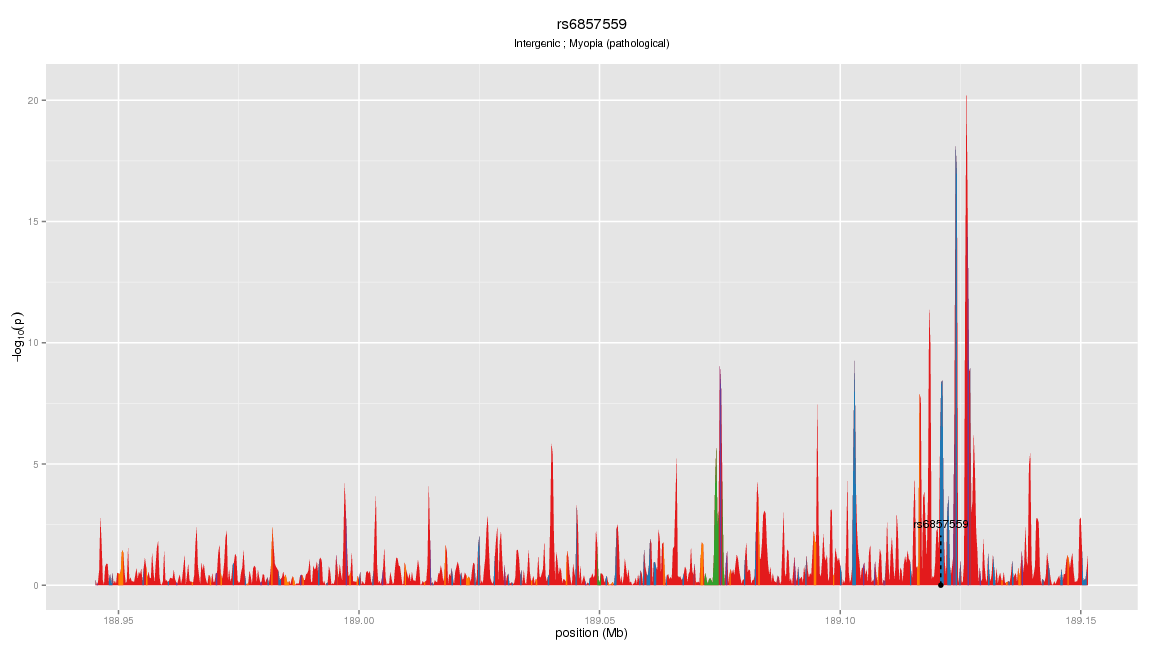 rs6857559
Intergenic ; Myopia (pathological)
−log10(p)
20
15
10
5
0
rs6857559
188.95
189.00
189.05
189.10
189.15
position (Mb)